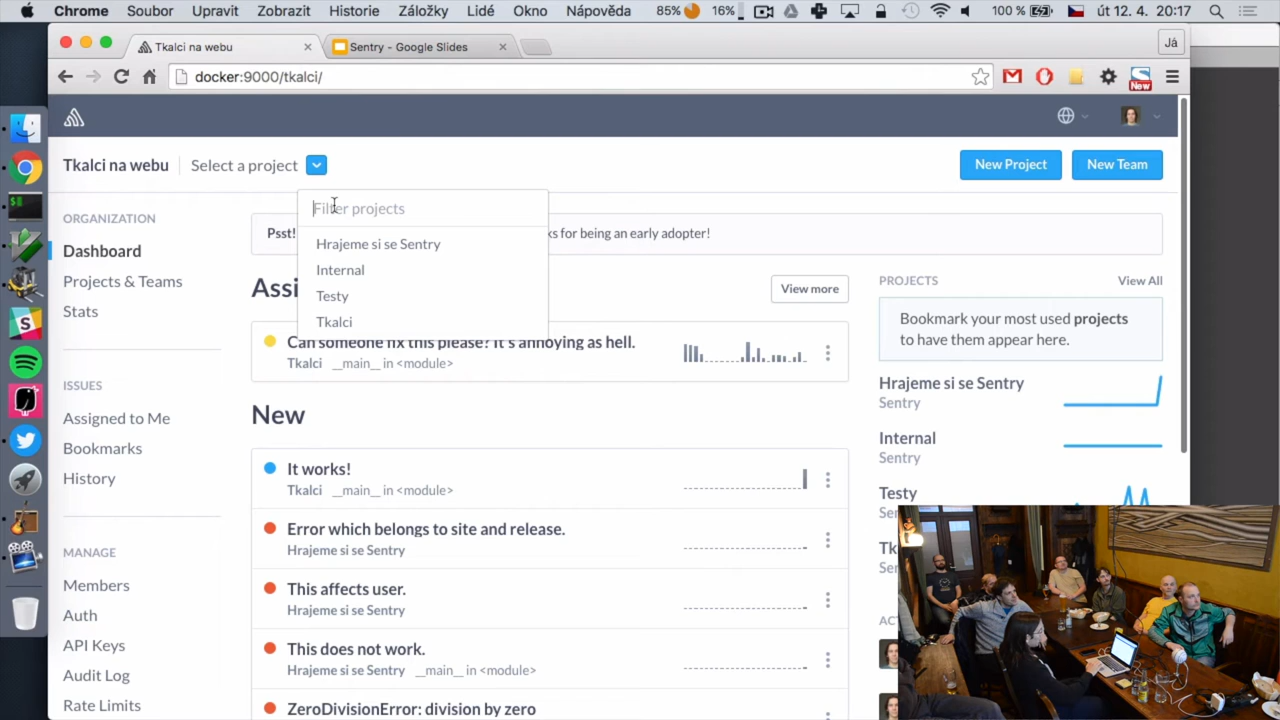 Chrome Soubor Upravit Zobrazit Historie Záložky Lidé Okno Nápověda 85% 16% 100 % út 12. 4. 20:17
Tkalci na webu
Sentry - Google Slides
Já
docker:9000/tkalci/
New
Tkalci na webu
Select a project
New Project
New Team
Filter projects
Hrajeme si se Sentry
Internal
Testy
Tkalci
ORGANIZATION
Dashboard
Projects & Teams
Stats
ISSUES
Assigned to Me
Bookmarks
History
MANAGE
Members
Auth
API Keys
Audit Log
Rate Limits
Psst!
for being an early adopter!
View more
Can someone fix this please? It's annoying as hell.
Tkalci __main__ in <module>
New
It works!
Tkalci __main__ in <module>
Error which belongs to site and release.
Hrajeme si se Sentry
This affects user.
Hrajeme si se Sentry
This does not work.
Hrajeme si se Sentry __main__ in <module>
ZeroDivisionError: division by zero
PROJECTS
View All
Bookmark your most used projects
to have them appear here.
Hrajeme si se Sentry
Sentry
Internal
Sentry
Testy